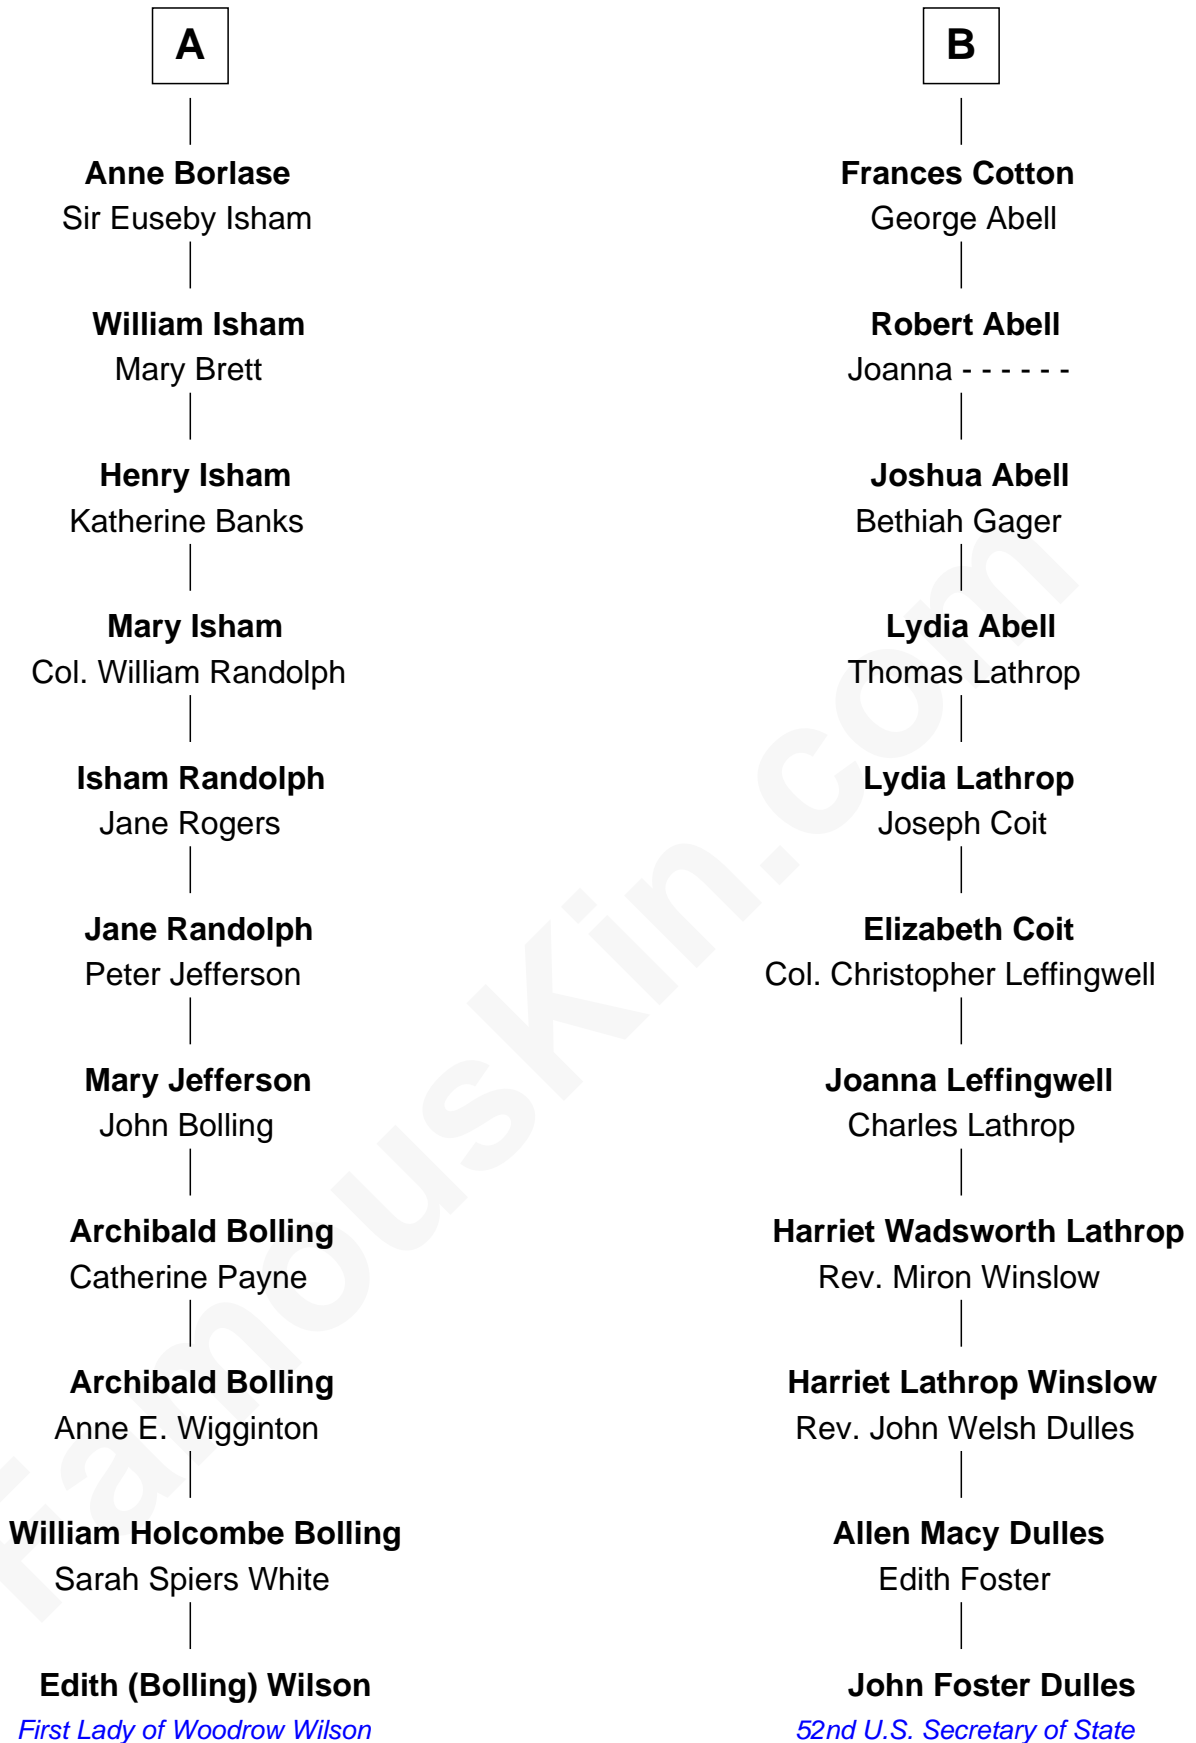 A
Anne Borlase
Sir Euseby Isham
William Isham
Mary Brett
Henry Isham
Katherine Banks
Mary Isham
Col. William Randolph
Isham Randolph
Jane Rogers
Jane Randolph
Peter Jefferson
Mary Jefferson
John Bolling
Archibald Bolling
Catherine Payne
Archibald Bolling
Anne E. Wigginton
William Holcombe Bolling
Sarah Spiers White
Edith (Bolling) Wilson
First Lady of Woodrow Wilson
B
Frances Cotton
George Abell
Robert Abell
Joanna - - - - - -
Joshua Abell
Bethiah Gager
Lydia Abell
Thomas Lathrop
Lydia Lathrop
Joseph Coit
Elizabeth Coit
Col. Christopher Leffingwell
Joanna Leffingwell
Charles Lathrop
Harriet Wadsworth Lathrop
Rev. Miron Winslow
Harriet Lathrop Winslow
Rev. John Welsh Dulles
Allen Macy Dulles
Edith Foster
John Foster Dulles
52nd U.S. Secretary of State
FamousKin.com